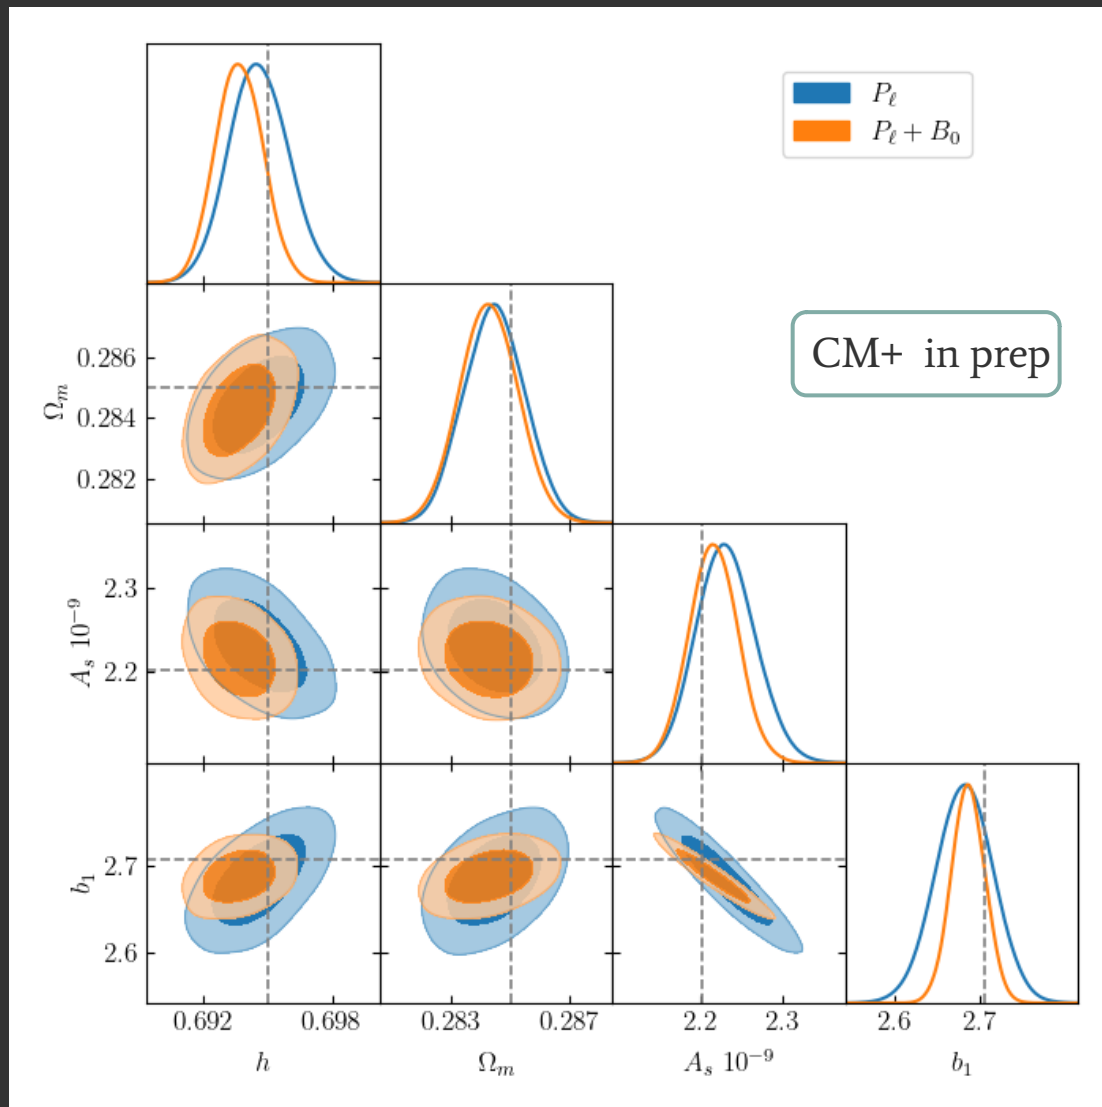 P_ℓ
P_ℓ + B_0
CM+ in prep
0.286
0.284
0.282
Ω_m
2.3
2.2
A_s 10^{-9}
2.7
2.6
b_1
0.692 0.698 0.283 0.287 2.2 2.3 2.6 2.7
h Ω_m A_s 10^{-9} b_1